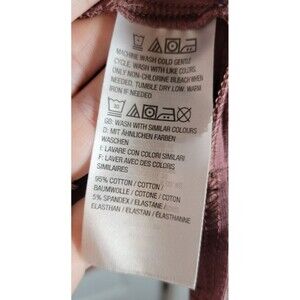 MACHINE WASH COLD GENTLE
CYCLE. WASH WITH LIKE COLORS.
ONLY NON-CHLORINE BLEACH WHEN
NEEDED. TUMBLE DRY LOW. WARM
IRON IF NEEDED.
GB: WASH WITH SIMILAR COLOURS
D: MIT ÄHNLICHEN FARBEN
WASCHEN
I: LAVARE CON COLORI SIMILARI
F: LAVER AVEC DES COLORIS
SIMILAIRES
95% COTTON / COTTON /
BAUMWOLLE / COTONE / COTON
5% SPANDEX / ELASTANE /
ELASTHAN / ELASTAN / ÉLASTHANNE